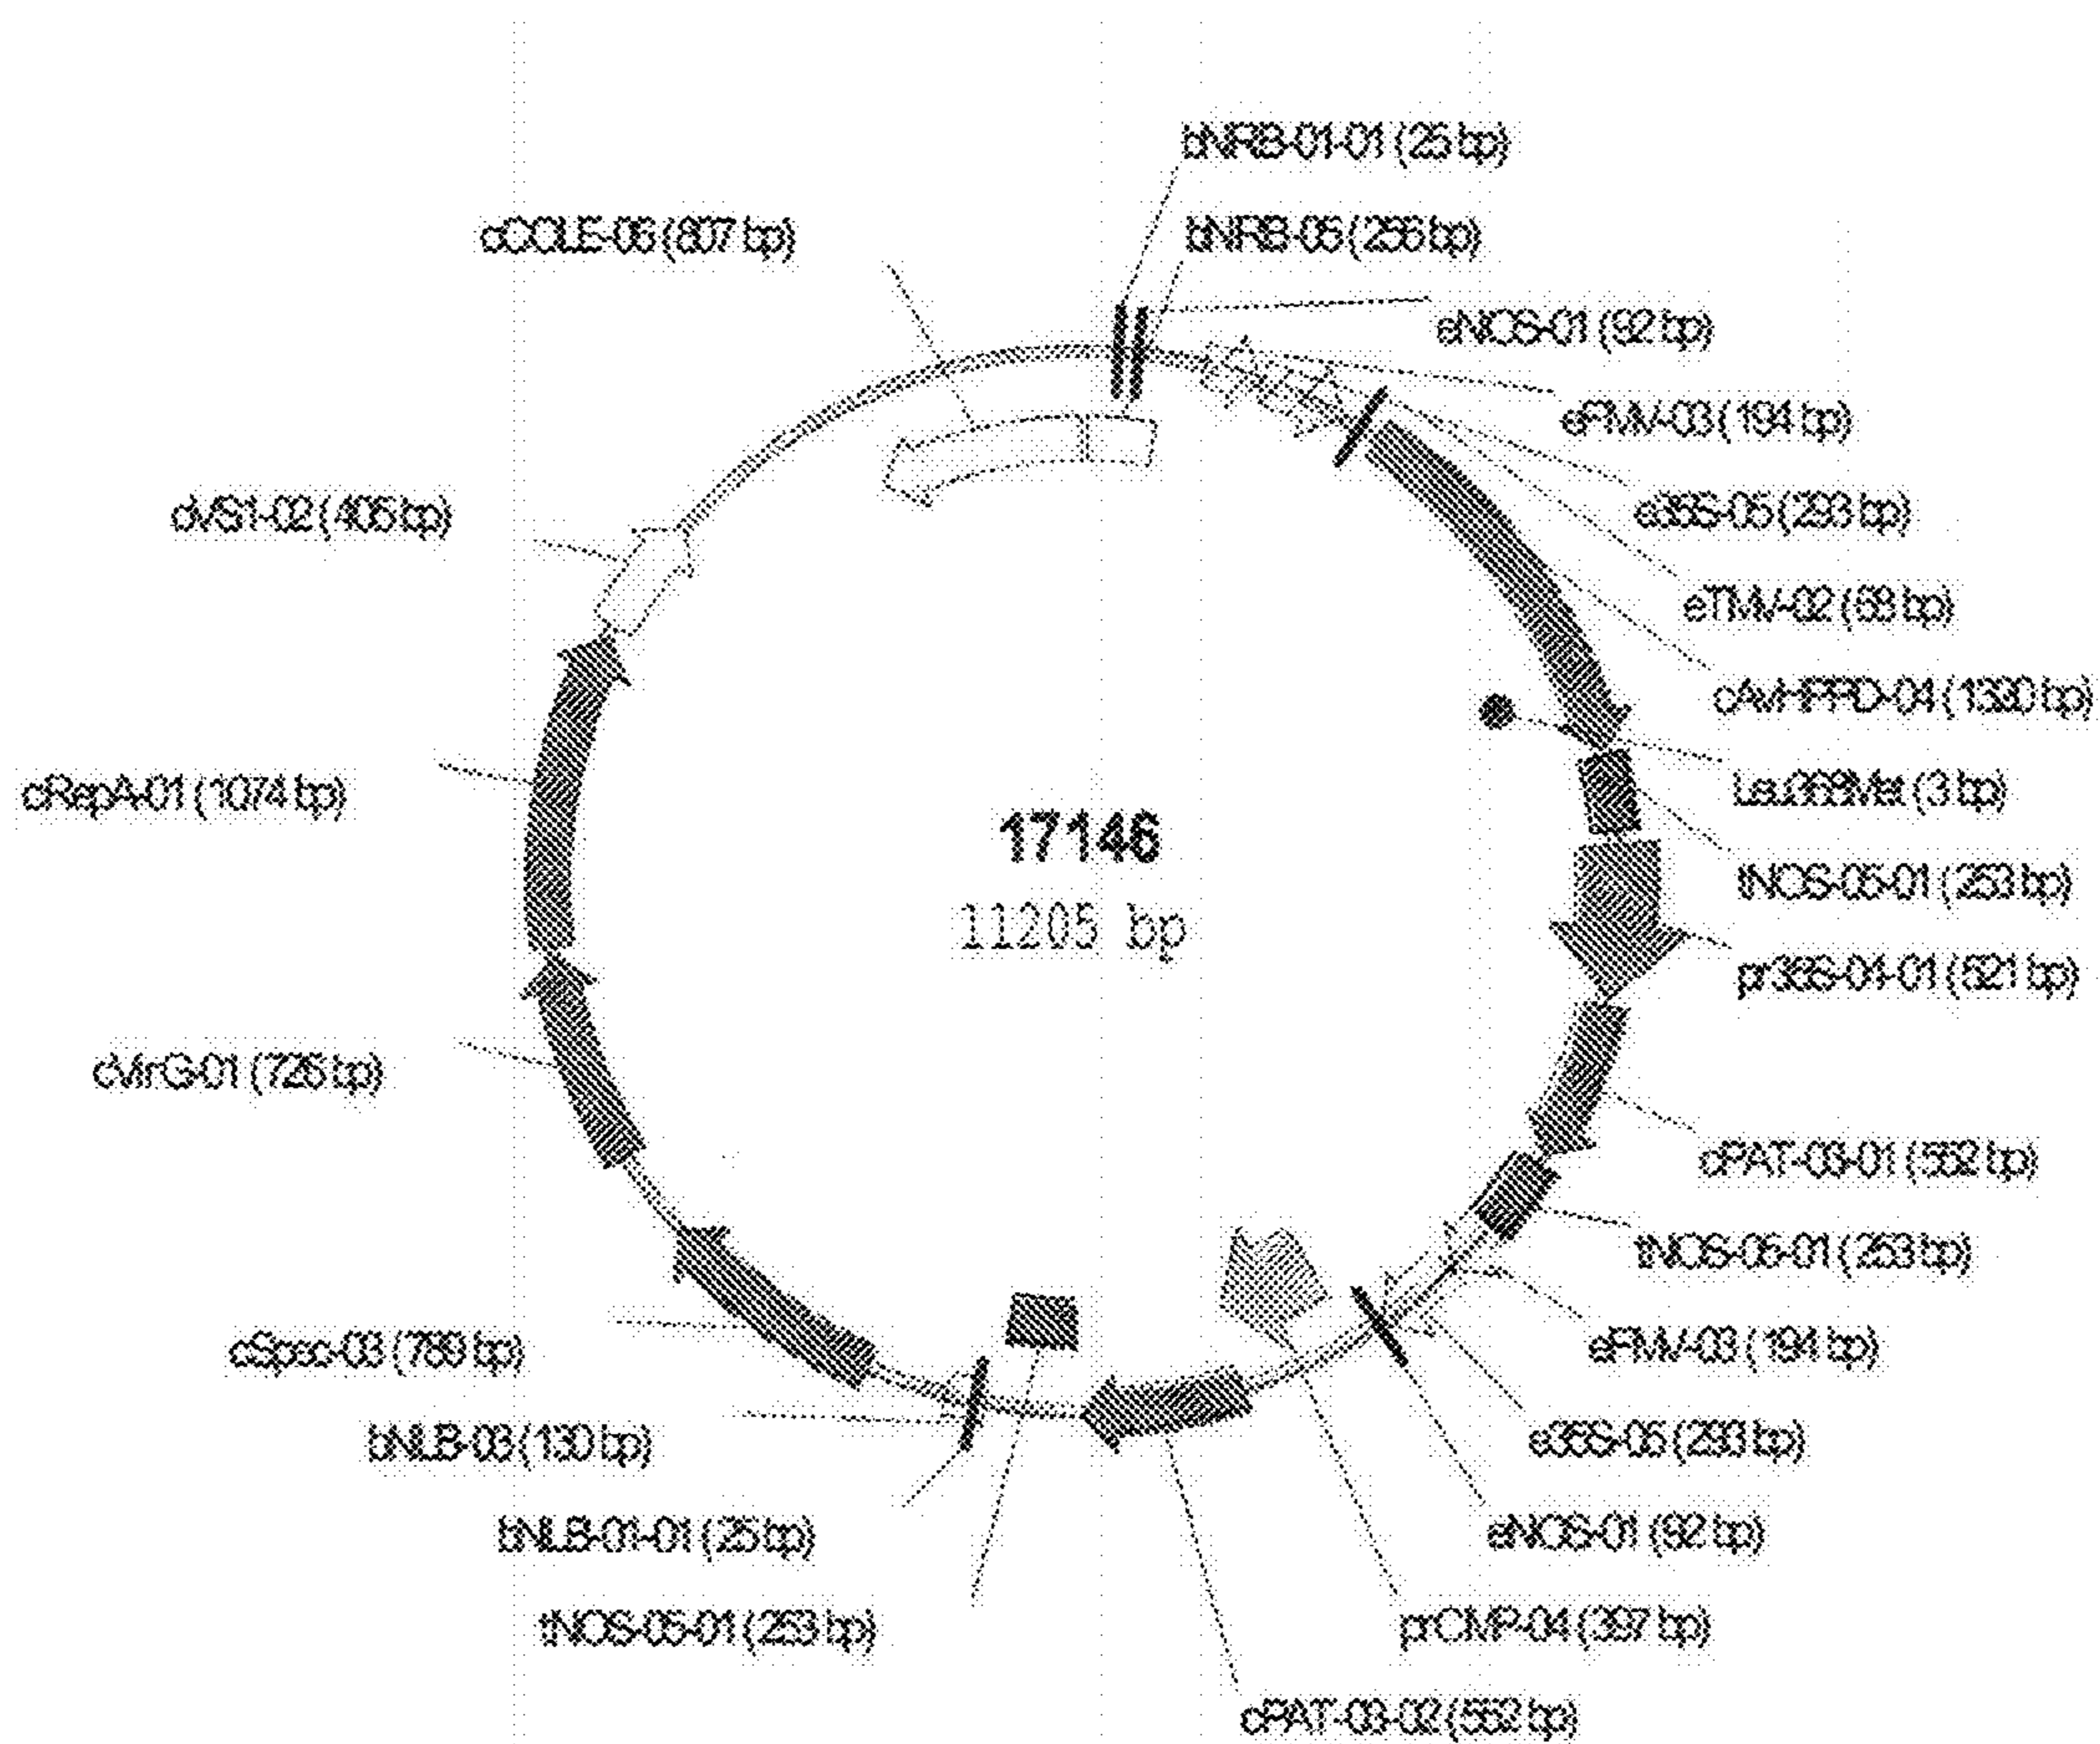 bNRB-01-01 (25 bp)
bNRB-05 (256 bp)
eNOS-01 (92 bp)
eFMV-03 (194 bp)
e35S-05 (293 bp)
eTMV-02 (68 bp)
cAvHPPD-04 (1320 bp)
Leu368Met (3 bp)
tNOS-05-01 (253 bp)
pr35S-04-01 (521 bp)
cPAT-03-01 (552 bp)
tNOS-05-01 (253 bp)
eFMV-03 (194 bp)
e35S-05 (293 bp)
eNOS-01 (92 bp)
prCMP-04 (397 bp)
cPAT-03-02 (552 bp)
tNOS-05-01 (253 bp)
bNLB-01-01 (25 bp)
bNLB-03 (130 bp)
cSpec-03 (789 bp)
cVirG-01 (726 bp)
cRepA-01 (1074 bp)
oVS1-02 (405 bp)
oCOLE-06 (807 bp)
17146
11205 bp